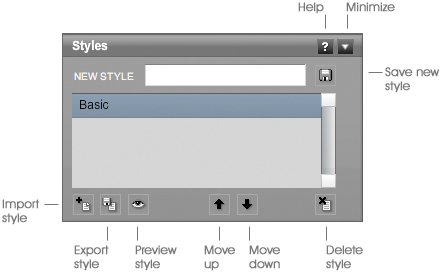 Help
Minimize
Styles
?
NEW STYLE
Save new
style
Basic
Import
style
Export
style
Preview
style
Move
up
Move
down
Delete
style